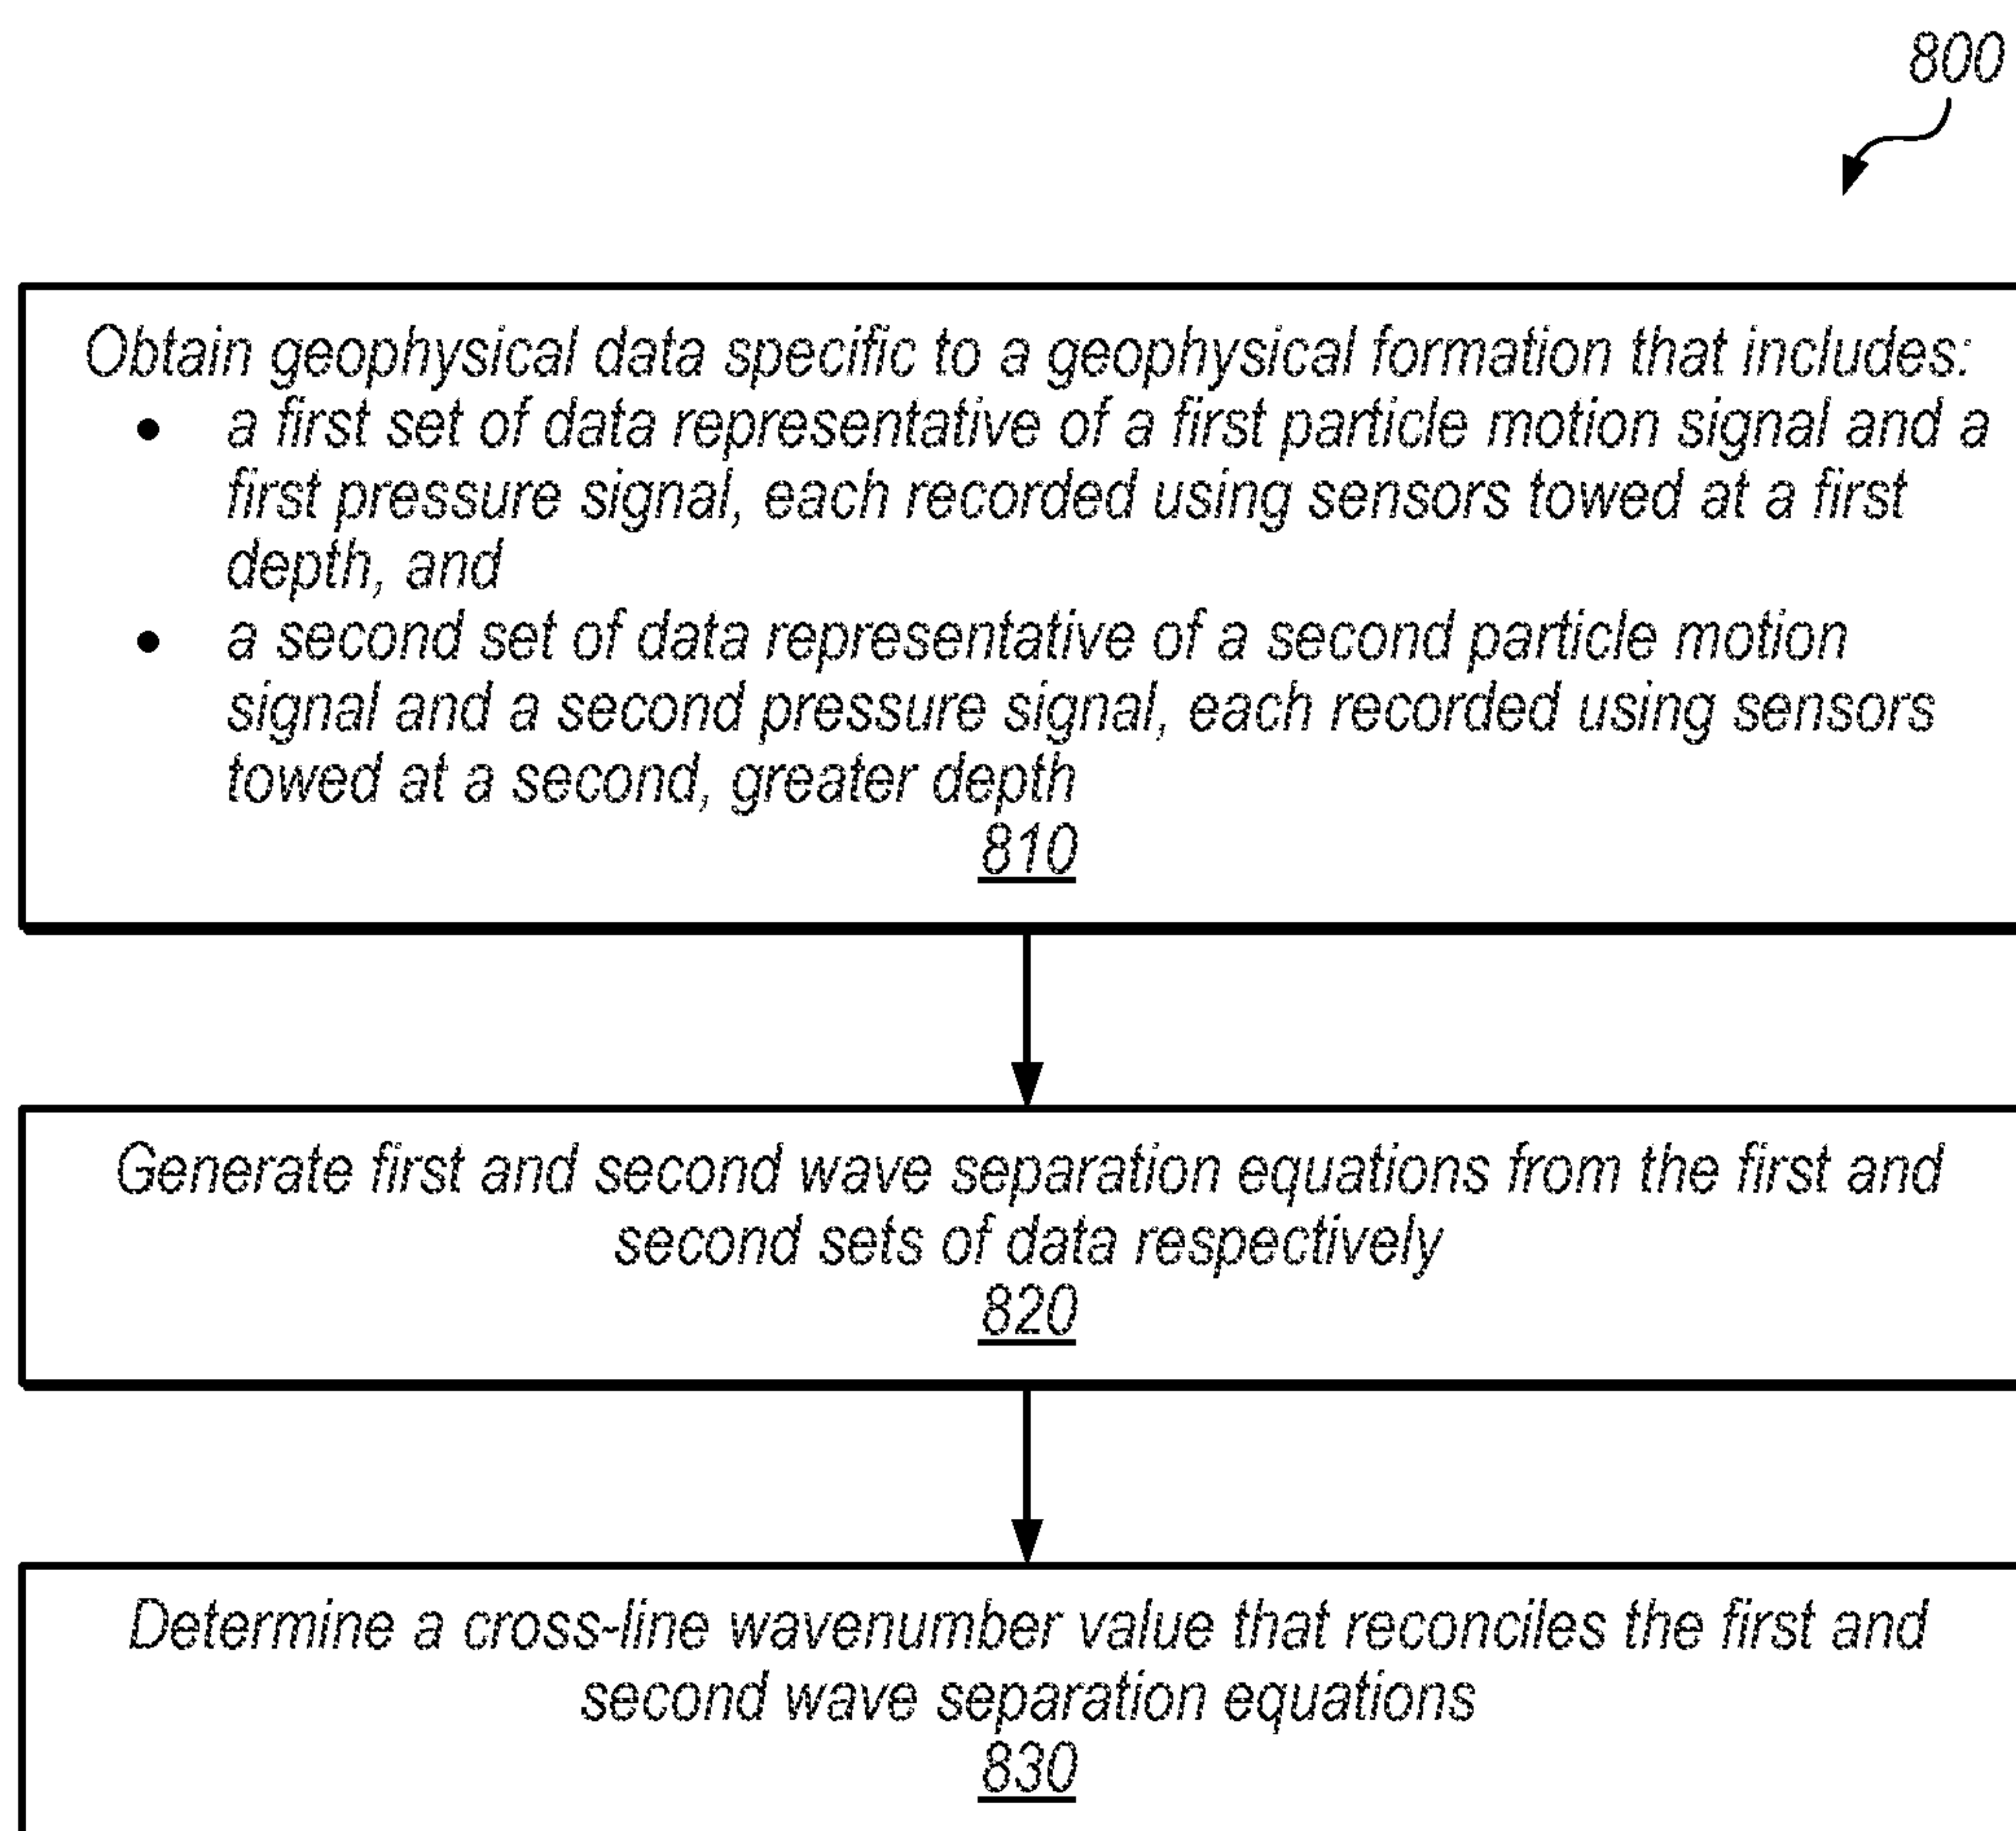 800
Obtain geophysical data specific to a geophysical formation that includes:
• a first set of data representative of a first particle motion signal and a
first pressure signal, each recorded using sensors towed at a first
depth, and
• a second set of data representative of a second particle motion
signal and a second pressure signal, each recorded using sensors
towed at a second, greater depth
810
Generate first and second wave separation equations from the first and
second sets of data respectively
820
Determine a cross-line wavenumber value that reconciles the first and
second wave separation equations
830